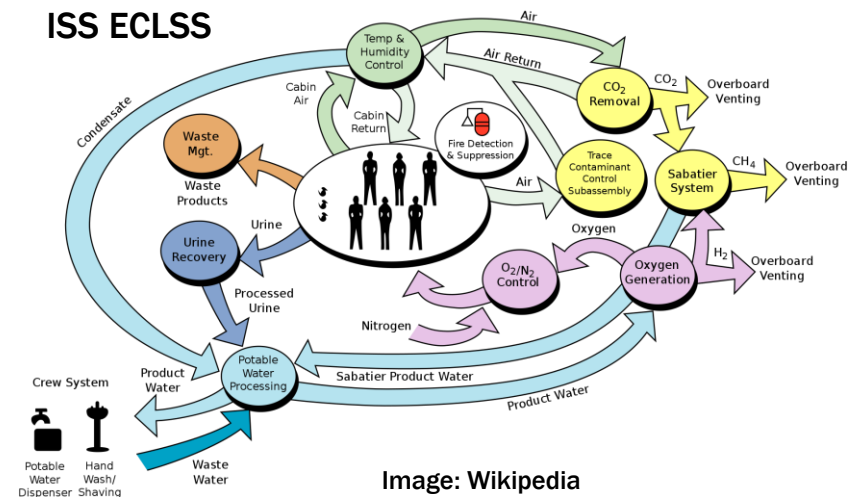 ISS ECLSS
Air
Temp &
Humidity
Control
Air Return
CO2
Removal
CO2
Overboard
Venting
Cabin
Air
Cabin
Return
Condensate
Waste
Mgt.
Waste
Products
Fire Detection
& Suppression
Trace
Contaminant
Control
Subassembly
Air
Sabatier
System
CH4
Overboard
Venting
Urine
Urine
Recovery
Processed
Urine
Oxygen
O2/N2
Control
Oxygen
Generation
H2
Overboard
Venting
Nitrogen
Potable
Water
Processing
Sabatier Product Water
Product Water
Crew System
Product
Water
Potable
Water
Dispenser
Hand
Wash/
Shaving
Waste
Water
Image: Wikipedia